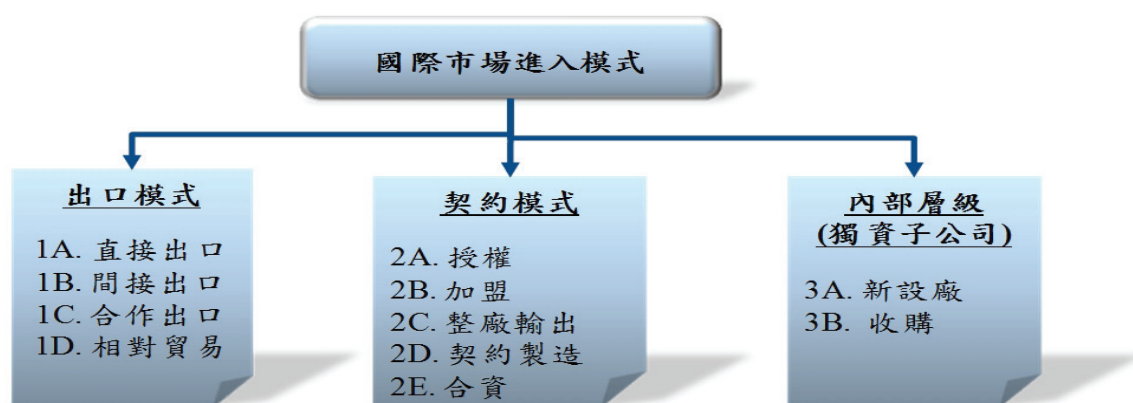 國際市場進入模式
出口模式
1A. 直接出口
1B. 間接出口
1C. 合作出口
1D. 相對貿易
契約模式
2A. 授權
2B. 加盟
2C. 整廠輸出
2D. 契約製造
2E. 合資
內部層級
(獨資子公司)
3A. 新設廠
3B. 收購